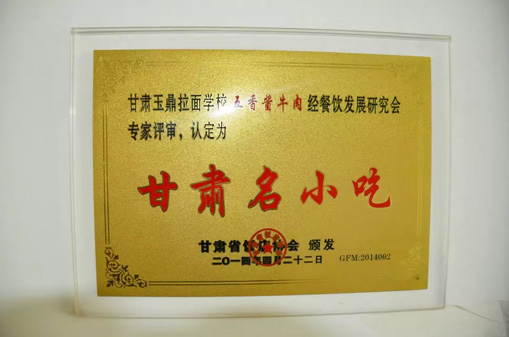 甘肃玉鼎拉面学校五香酱牛肉经餐饮发展研究会
专家评审，认定为
甘肃名小吃
甘肃省饮店协会 颁发
二〇一四年四月二十二日 GFM:2014002